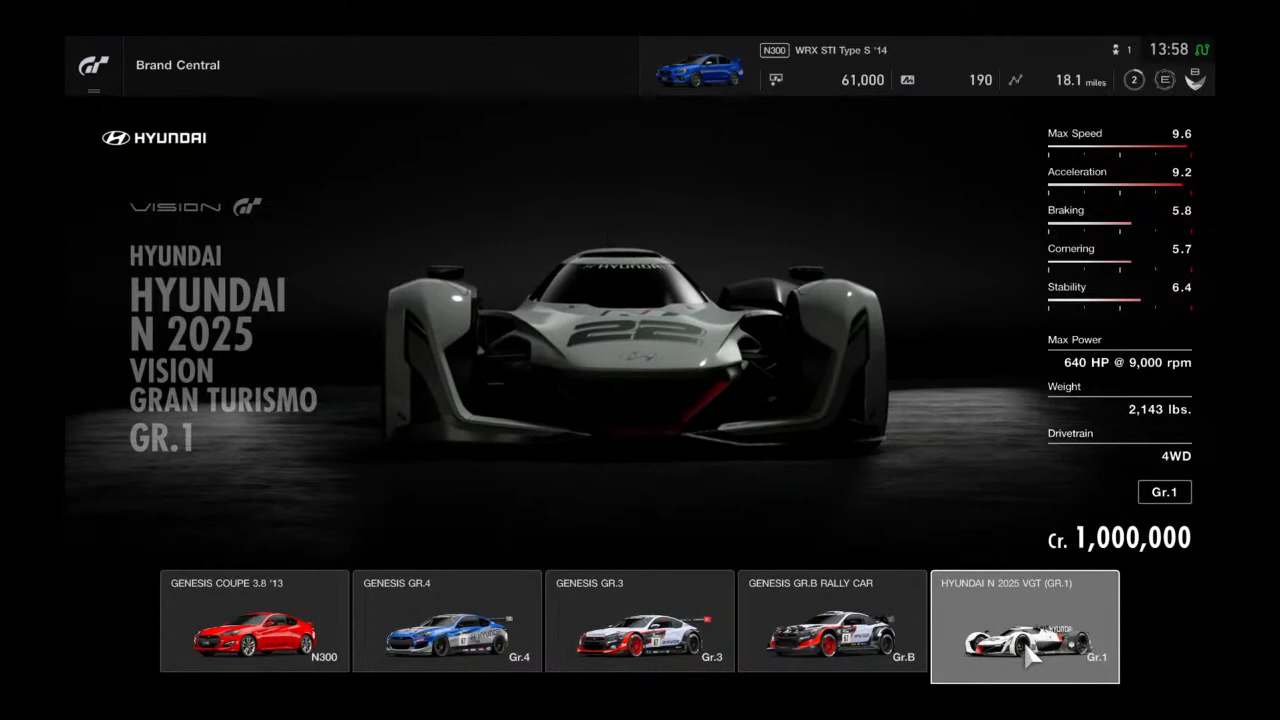 GT
Brand Central
N300 WRX STI Type S '14
61,000 190 18.1 miles
1 13:58
2 E B
HYUNDAI
VISION GT
HYUNDAI
HYUNDAI
N 2025
VISION
GRAN TURISMO
GR.1
HYUNDAI
22
Max Speed 9.6
Acceleration 9.2
Braking 5.8
Cornering 5.7
Stability 6.4
Max Power
640 HP @ 9,000 rpm
Weight
2,143 lbs.
Drivetrain
4WD
Gr.1
Cr. 1,000,000
GENESIS COUPE 3.8 '13
N300
GENESIS GR.4
Gr.4
GENESIS GR.3
Gr.3
GENESIS GR.B RALLY CAR
Gr.B
HYUNDAI N 2025 VGT (GR.1)
HYUNDAI
Gr.1